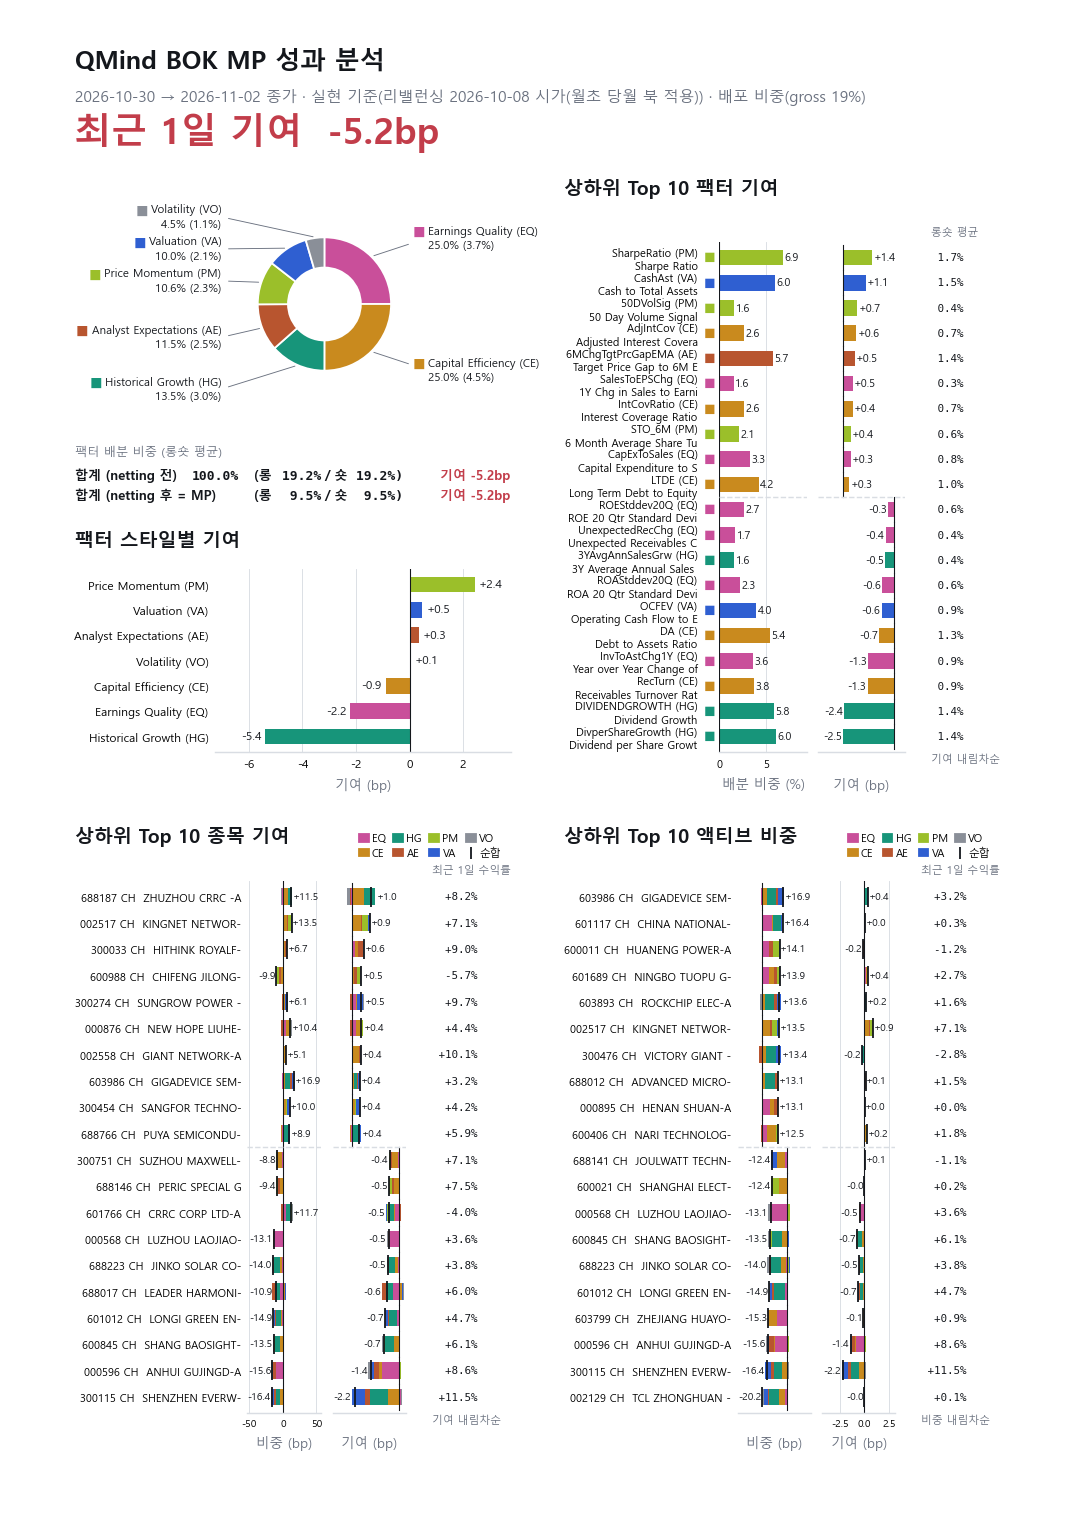 QMind BOK MP 성과 분석
2026-10-30 → 2026-11-02 종가 · 실현 기준(리밸런싱 2026-10-08 시가(월초 당월 북 적용)) · 배포 비중(gross 19%)
최근 1일 기여 -5.2bp
Volatility (VO)
4.5% (1.1%)
Valuation (VA)
10.0% (2.1%)
Price Momentum (PM)
10.6% (2.3%)
Analyst Expectations (AE)
11.5% (2.5%)
Historical Growth (HG)
13.5% (3.0%)
Earnings Quality (EQ)
25.0% (3.7%)
Capital Efficiency (CE)
25.0% (4.5%)
팩터 배분 비중 (롱숏 평균)
합계 (netting 전) 100.0% (롱 19.2% / 숏 19.2%) 기여 -5.2bp
합계 (netting 후 = MP) (롱 9.5% / 숏 9.5%) 기여 -5.2bp
팩터 스타일별 기여
Price Momentum (PM) +2.4
Valuation (VA) +0.5
Analyst Expectations (AE) +0.3
Volatility (VO) +0.1
Capital Efficiency (CE) -0.9
Earnings Quality (EQ) -2.2
Historical Growth (HG) -5.4
-6 -4 -2 0 2
기여 (bp)
상하위 Top 10 팩터 기여
롱숏 평균
SharpeRatio (PM) 6.9 +1.4 1.7%
Sharpe Ratio
CashAst (VA) 6.0 +1.1 1.5%
Cash to Total Assets
50DVolSig (PM) 1.6 +0.7 0.4%
50 Day Volume Signal
AdjIntCov (CE) 2.6 +0.6 0.7%
Adjusted Interest Covera
6MChgTgtPrcGapEMA (AE) 5.7 +0.5 1.4%
Target Price Gap to 6M E
SalesToEPSChg (EQ) 1.6 +0.5 0.3%
1Y Chg in Sales to Earni
IntCovRatio (CE) 2.6 +0.4 0.7%
Interest Coverage Ratio
STO_6M (PM) 2.1 +0.4 0.6%
6 Month Average Share Tu
CapExToSales (EQ) 3.3 +0.3 0.8%
Capital Expenditure to S
LTDE (CE) 4.2 +0.3 1.0%
Long Term Debt to Equity
ROEStddev20Q (EQ) 2.7 -0.3 0.6%
ROE 20 Qtr Standard Devi
UnexpectedRecChg (EQ) 1.7 -0.4 0.4%
Unexpected Receivables C
3YAvgAnnSalesGrw (HG) 1.6 -0.5 0.4%
3Y Average Annual Sales
ROAStddev20Q (EQ) 2.3 -0.6 0.6%
ROA 20 Qtr Standard Devi
OCFEV (VA) 4.0 -0.6 0.9%
Operating Cash Flow to E
DA (CE) 5.4 -0.7 1.3%
Debt to Assets Ratio
InvToAstChg1Y (EQ) 3.6 -1.3 0.9%
Year over Year Change of
RecTurn (CE) 3.8 -1.3 0.9%
Receivables Turnover Rat
DIVIDENDGROWTH (HG) 5.8 -2.4 1.4%
Dividend Growth
DivperShareGrowth (HG) 6.0 -2.5 1.4%
Dividend per Share Growt
0 5
배분 비중 (%) 기여 (bp) 기여 내림차순
상하위 Top 10 종목 기여
EQ HG PM VO
CE AE VA 순합
최근 1일 수익률
688187 CH ZHUZHOU CRRC -A +11.5 +1.0 +8.2%
002517 CH KINGNET NETWOR- +13.5 +0.9 +7.1%
300033 CH HITHINK ROYALF- +6.7 +0.6 +9.0%
600988 CH CHIFENG JILONG- -9.9 +0.5 -5.7%
300274 CH SUNGROW POWER - +6.1 +0.5 +9.7%
000876 CH NEW HOPE LIUHE- +10.4 +0.4 +4.4%
002558 CH GIANT NETWORK-A +5.1 +0.4 +10.1%
603986 CH GIGADEVICE SEM- +16.9 +0.4 +3.2%
300454 CH SANGFOR TECHNO- +10.0 +0.4 +4.2%
688766 CH PUYA SEMICONDU- +8.9 +0.4 +5.9%
300751 CH SUZHOU MAXWELL- -8.8 -0.4 +7.1%
688146 CH PERIC SPECIAL G -9.4 -0.5 +7.5%
601766 CH CRRC CORP LTD-A +11.7 -0.5 -4.0%
000568 CH LUZHOU LAOJIAO- -13.1 -0.5 +3.6%
688223 CH JINKO SOLAR CO- -14.0 -0.5 +3.8%
688017 CH LEADER HARMONI- -10.9 -0.6 +6.0%
601012 CH LONGI GREEN EN- -14.9 -0.7 +4.7%
600845 CH SHANG BAOSIGHT- -13.5 -0.7 +6.1%
000596 CH ANHUI GUJINGD-A -15.6 -1.4 +8.6%
300115 CH SHENZHEN EVERW- -16.4 -2.2 +11.5%
-50 0 50
비중 (bp) 기여 (bp) 기여 내림차순
상하위 Top 10 액티브 비중
EQ HG PM VO
CE AE VA 순합
최근 1일 수익률
603986 CH GIGADEVICE SEM- +16.9 +0.4 +3.2%
601117 CH CHINA NATIONAL- +16.4 +0.0 +0.3%
600011 CH HUANENG POWER-A +14.1 -0.2 -1.2%
601689 CH NINGBO TUOPU G- +13.9 +0.4 +2.7%
603893 CH ROCKCHIP ELEC-A +13.6 +0.2 +1.6%
002517 CH KINGNET NETWOR- +13.5 +0.9 +7.1%
300476 CH VICTORY GIANT - +13.4 -0.2 -2.8%
688012 CH ADVANCED MICRO- +13.1 +0.1 +1.5%
000895 CH HENAN SHUAN-A +13.1 +0.0 +0.0%
600406 CH NARI TECHNOLOG- +12.5 +0.2 +1.8%
688141 CH JOULWATT TECHN- -12.4 +0.1 -1.1%
600021 CH SHANGHAI ELECT- -12.4 -0.0 +0.2%
000568 CH LUZHOU LAOJIAO- -13.1 -0.5 +3.6%
600845 CH SHANG BAOSIGHT- -13.5 -0.7 +6.1%
688223 CH JINKO SOLAR CO- -14.0 -0.5 +3.8%
601012 CH LONGI GREEN EN- -14.9 -0.7 +4.7%
603799 CH ZHEJIANG HUAYO- -15.3 -0.1 +0.9%
000596 CH ANHUI GUJINGD-A -15.6 -1.4 +8.6%
300115 CH SHENZHEN EVERW- -16.4 -2.2 +11.5%
002129 CH TCL ZHONGHUAN - -20.2 -0.0 +0.1%
-2.5 0.0 2.5
비중 (bp) 기여 (bp) 비중 내림차순